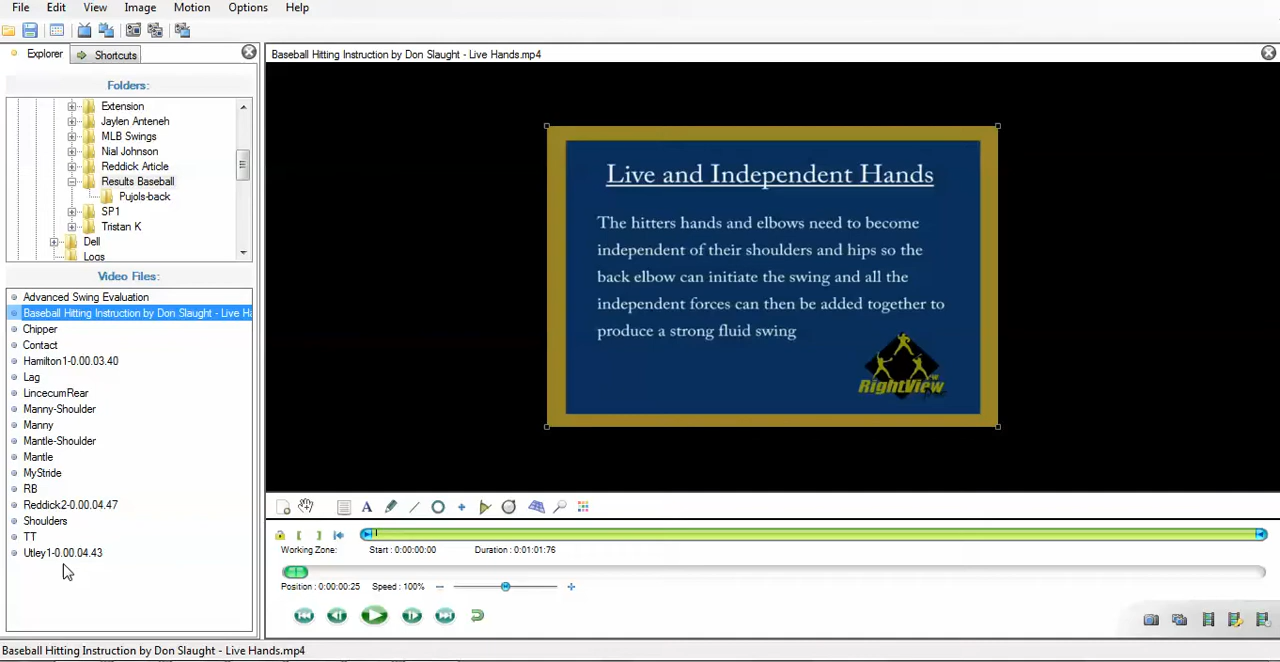 File Edit View Image Motion Options Help
Explorer Shortcuts
Folders:
Extension
Jaylen Anteneh
MLB Swings
Nial Johnson
Reddick Article
Results Baseball
Pujols-back
SP1
Tristan K
Dell
Logs
Video Files:
Advanced Swing Evaluation
Baseball Hitting Instruction by Don Slaught - Live Ha
Chipper
Contact
Hamilton1-0.00.03.40
Lag
LincecumRear
Manny-Shoulder
Manny
Mantle-Shoulder
Mantle
MyStride
RB
Reddick2-0.00.04.47
Shoulders
TT
Utley1-0.00.04.43
Baseball Hitting Instruction by Don Slaught - Live Hands.mp4
Live and Independent Hands
The hitters hands and elbows need to become
independent of their shoulders and hips so the
back elbow can initiate the swing and all the
independent forces can then be added together to
produce a strong fluid swing
RightView
A
Working Zone: Start : 0:00:00:00 Duration : 0:01:01:76
Position : 0:00:00:25 Speed : 100%
Baseball Hitting Instruction by Don Slaught - Live Hands.mp4